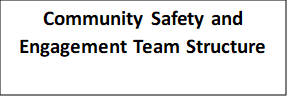 Community Safety and
Engagement Team Structure